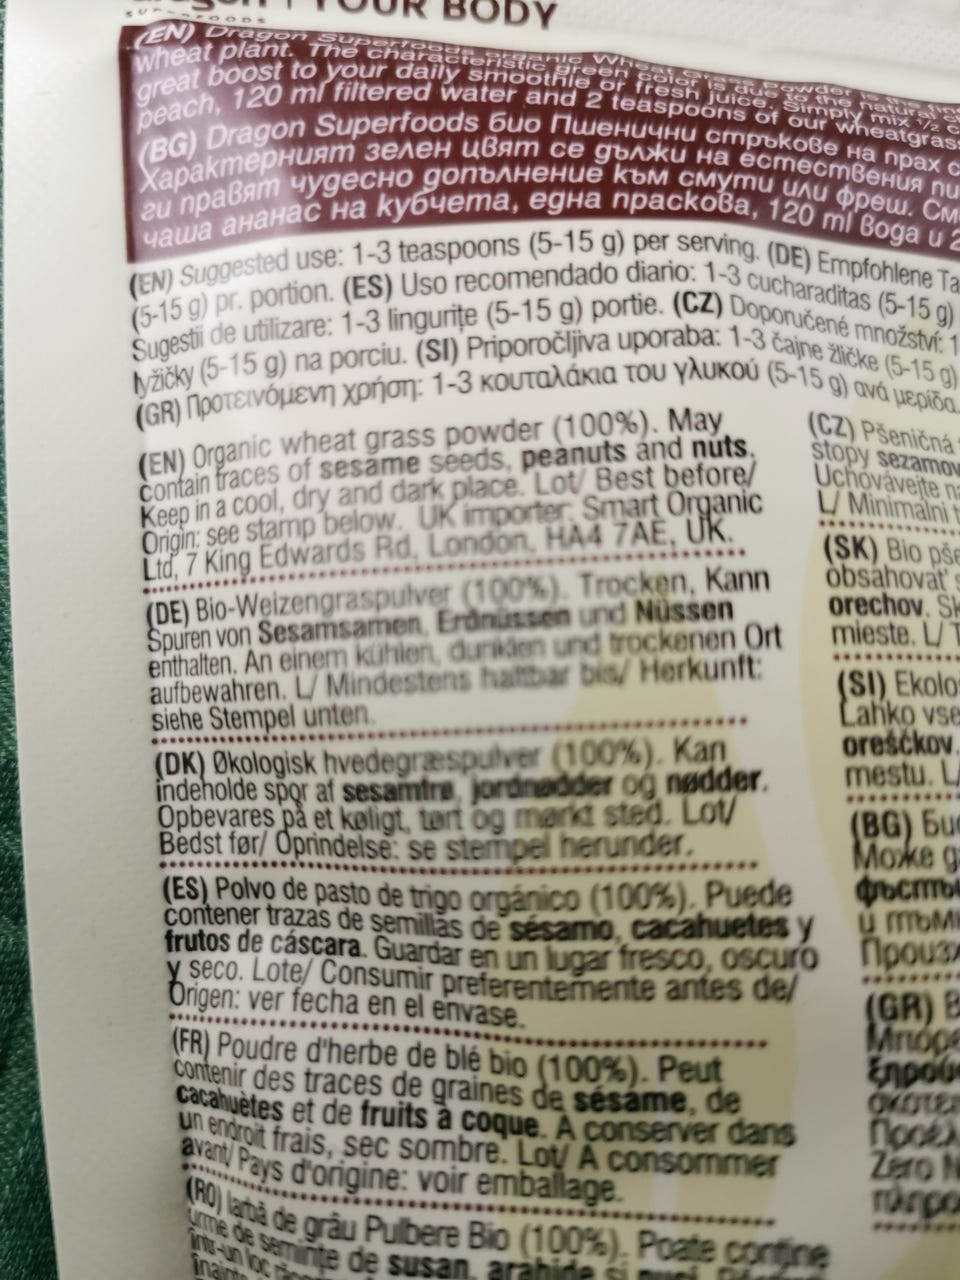 YOUR BODY
SUPERFOODS
(EN) Dragon Superfoods organic Wheat Grass powder
wheat plant. The characteristic green color is due to the natural
great boost to your daily smoothie or fresh juice. Simply mix ½
peach, 120 ml filtered water and 2 teaspoons of our wheatgrass
(BG) Dragon Superfoods био Пшенични стръкове на прах
Характерният зелен цвят се дължи на естествения
ги правят чудесно допълнение към смути или фреш.
чаша ананас на кубчета, една праскова, 120 ml вода и 2
(EN) Suggested use: 1-3 teaspoons (5-15 g) per serving. (DE) Empfohlene
(5-15 g) pr. portion. (ES) Uso recomendado diario: 1-3 cucharaditas (5-15 g)
Sugestii de utilizare: 1-3 lingurițe (5-15 g) portie. (CZ) Doporučené množství: 1
lyžičky (5-15 g) na porciu. (SI) Priporočljiva uporaba: 1-3 čajne žličke (5-15 g)
(GR) Προτεινόμενη χρήση: 1-3 κουταλάκια του γλυκού (5-15 g) ανά μερίδα.
(EN) Organic wheat grass powder (100%). May
contain traces of sesame seeds, peanuts and nuts.
Keep in a cool, dry and dark place. Lot/ Best before/
Origin: see stamp below. UK importer: Smart Organic
Ltd, 7 King Edwards Rd, London, HA4 7AE, UK.
(DE) Bio-Weizengraspulver (100%). Trocken, Kann
Spuren von Sesamsamen, Erdnüssen und Nüssen
enthalten. An einem kühlen, dunklen und trockenen Ort
aufbewahren. L/ Mindestens haltbar bis/ Herkunft:
siehe Stempel unten.
(DK) Økologisk hvedegræspulver (100%). Kan
indeholde spor af sesamfrø, jordnødder og nødder.
Opbevares på et køligt, tørt og mørkt sted. Lot/
Bedst før/ Oprindelse: se stempel herunder.
(ES) Polvo de pasto de trigo orgánico (100%). Puede
contener trazas de semillas de sésamo, cacahuetes y
frutos de cáscara. Guardar en un lugar fresco, oscuro
y seco. Lote/ Consumir preferentemente antes de/
Origen: ver fecha en el envase.
(FR) Poudre d'herbe de blé bio (100%). Peut
contenir des traces de graines de sésame, de
cacahuètes et de fruits à coque. A conserver dans
un endroit frais, sec sombre. Lot/ A consommer
avant/ Pays d'origine: voir emballage.
(RO) Iarbă de grâu Pulbere Bio (100%). Poate conține
urme de semințe de susan, arahide și
într-un loc
(CZ) Pšeničná
stopy
Uchovávejte
L/ Minimální
(SK) Bio
obsahovať
orechov.
mieste. L/
(SI)
Lahko vse
oreščkov.
mestu.
(BG)
Може
и
(GR)